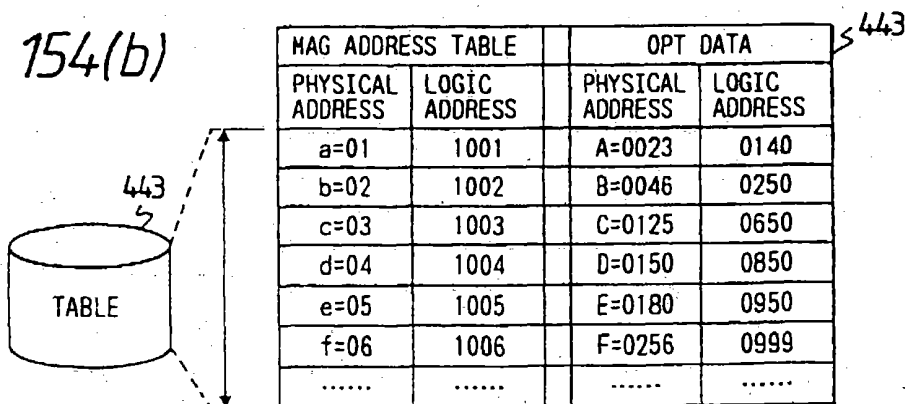 154(b)
443
MAG ADDRESS TABLE OPT DATA
PHYSICAL ADDRESS LOGIC ADDRESS PHYSICAL ADDRESS LOGIC ADDRESS
a=01 1001 A=0023 0140
b=02 1002 B=0046 0250
c=03 1003 C=0125 0650
d=04 1004 D=0150 0850
e=05 1005 E=0180 0950
f=06 1006 F=0256 0999
...... ...... ...... ......
443
TABLE